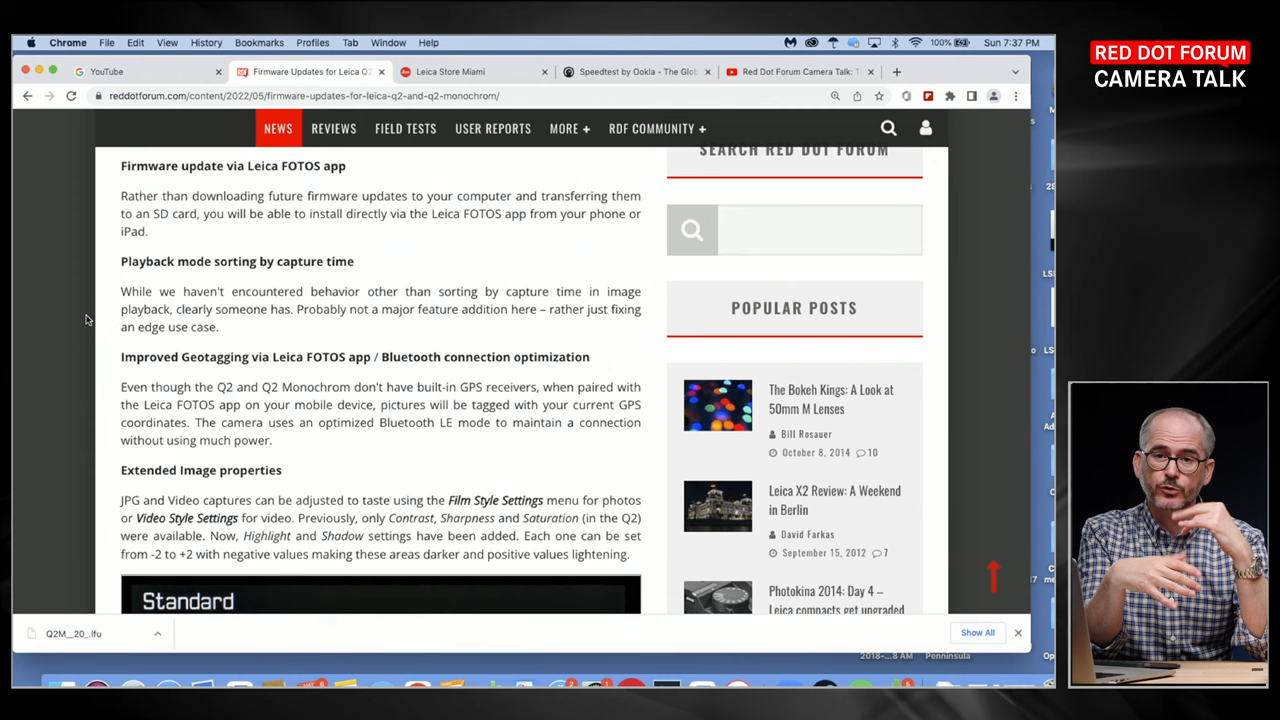 Chrome File Edit View History Bookmarks Profiles Tab Window Help 100% Sun 7:37 PM
RED DOT FORUM
CAMERA TALK
YouTube Firmware Updates for Leica Q2 Leica Store Miami Speedtest by Ookla - The Glo Red Dot Forum Camera Talk: T
reddotforum.com/content/2022/05/firmware-updates-for-leica-q2-and-q2-monochrom/
NEWS REVIEWS FIELD TESTS USER REPORTS MORE + RDF COMMUNITY +
Firmware update via Leica FOTOS app
Rather than downloading future firmware updates to your computer and transferring them
to an SD card, you will be able to install directly via the Leica FOTOS app from your phone or
iPad.
Playback mode sorting by capture time
While we haven't encountered behavior other than sorting by capture time in image
playback, clearly someone has. Probably not a major feature addition here – rather just fixing
an edge use case.
Improved Geotagging via Leica FOTOS app / Bluetooth connection optimization
Even though the Q2 and Q2 Monochrom don't have built-in GPS receivers, when paired with
the Leica FOTOS app on your mobile device, pictures will be tagged with your current GPS
coordinates. The camera uses an optimized Bluetooth LE mode to maintain a connection
without using much power.
Extended Image properties
JPG and Video captures can be adjusted to taste using the Film Style Settings menu for photos
or Video Style Settings for video. Previously, only Contrast, Sharpness and Saturation (in the Q2)
were available. Now, Highlight and Shadow settings have been added. Each one can be set
from -2 to +2 with negative values making these areas darker and positive values lightening.
Standard
SEARCH RED DOT FORUM
POPULAR POSTS
The Bokeh Kings: A Look at
50mm M Lenses
Bill Rosauer
October 8, 2014 10
Leica X2 Review: A Weekend
in Berlin
David Farkas
September 15, 2012 7
Photokina 2014: Day 4 –
Leica compacts get upgraded
Q2M__20_.lfu
Show All
2018-...8 AM Penninsula